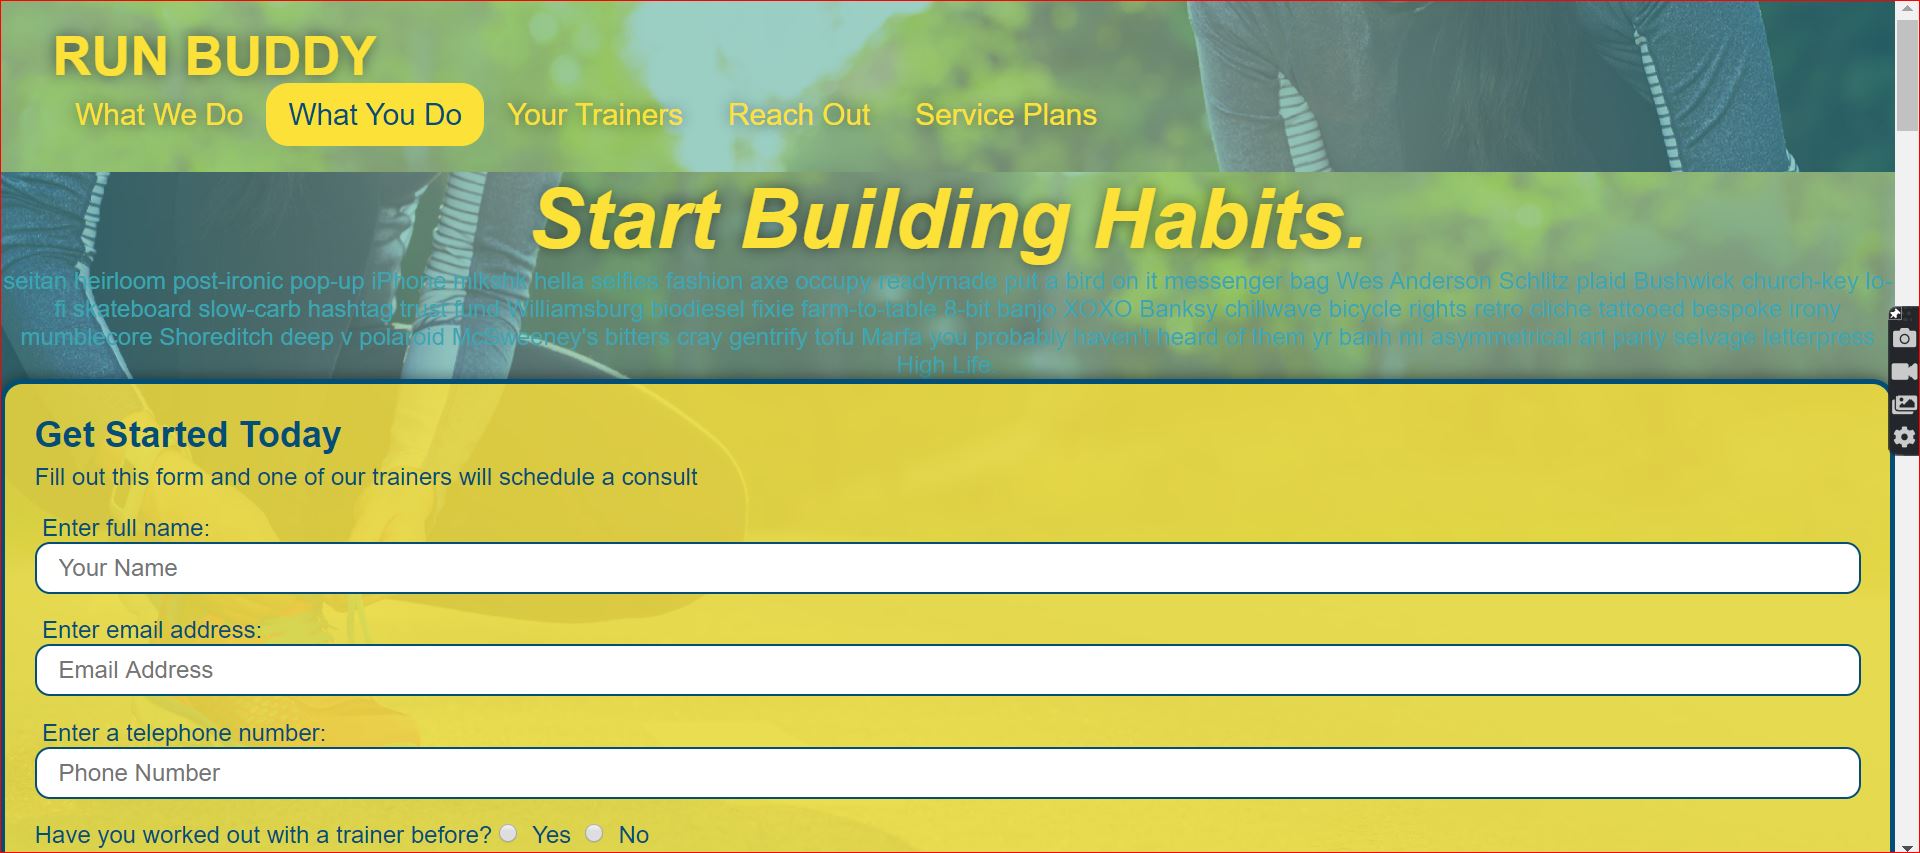 RUN BUDDY
What We Do What You Do Your Trainers Reach Out Service Plans
Start Building Habits.
seitan heirloom post-ironic pop-up iPhone mlkshk hella selfies fashion axe occupy readymade put a bird on it messenger bag Wes Anderson Schlitz plaid Bushwick church-key lo-
fi skateboard slow-carb hashtag trust fund Williamsburg biodiesel fixie farm-to-table 8-bit banjo XOXO Banksy chillwave bicycle rights retro cliche tattooed bespoke irony
mumblecore Shoreditch deep v polaroid McSweeney's bitters cray gentrify tofu Marfa you probably haven't heard of them yr banh mi asymmetrical art party selvage letterpress
High Life.
Get Started Today
Fill out this form and one of our trainers will schedule a consult
Enter full name:
Your Name
Enter email address:
Email Address
Enter a telephone number:
Phone Number
Have you worked out with a trainer before? Yes No